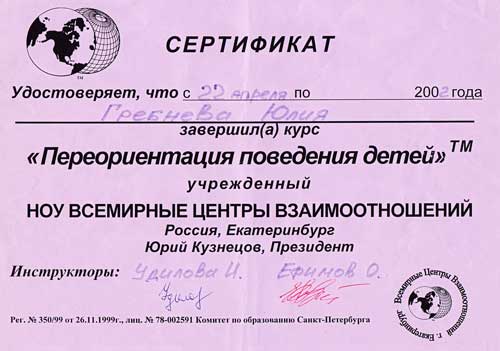 СЕРТИФИКАТ
TM
Удостоверяет, что с 22 апреля по 2002 года
Гребнева Юлия
завершил(а) курс
«Переориентация поведения детей»™
учрежденный
НОУ ВСЕМИРНЫЕ ЦЕНТРЫ ВЗАИМООТНОШЕНИЙ
Россия, Екатеринбург
Юрий Кузнецов, Президент
Инструкторы: Удилова И. Ефимов О.
Всемирные Центры Взаимоотношений г. Екатеринбург
Рег. № 350/99 от 26.11.1999г., лиц. № 78-002591 Комитет по образованию Санкт-Петербурга